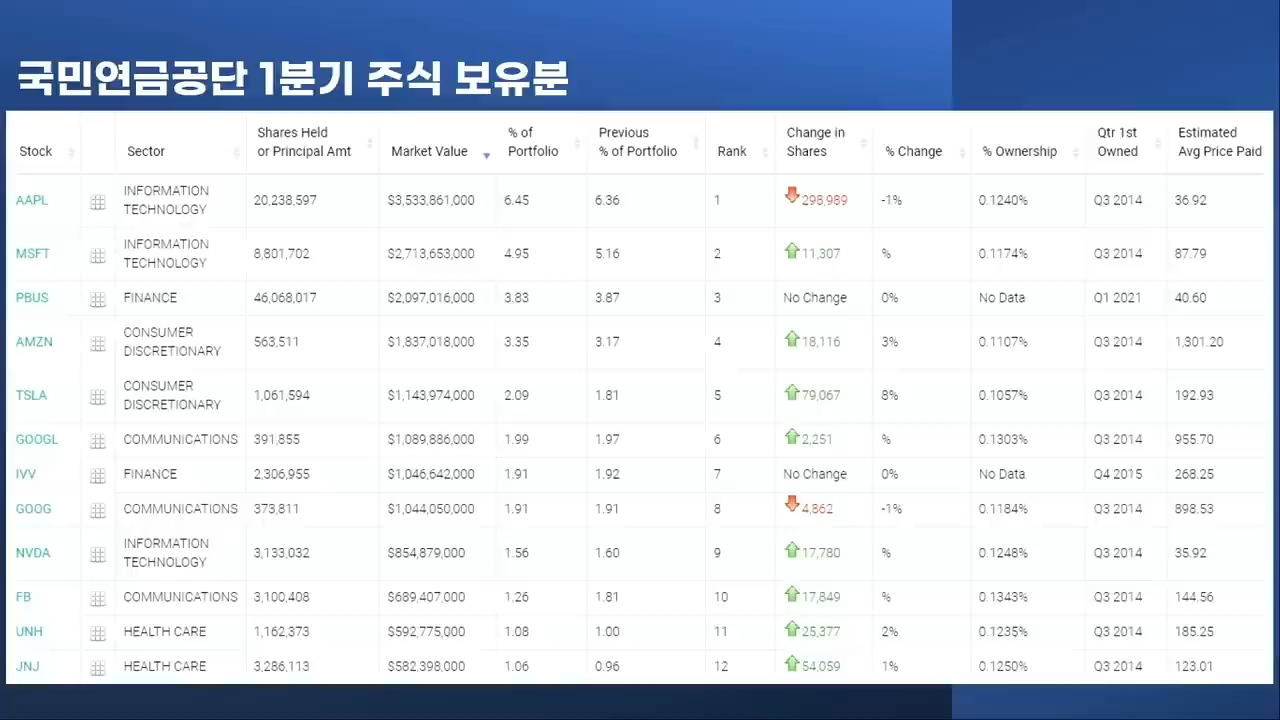 국민연금공단 1분기 주식 보유분
Stock Sector Shares Held or Principal Amt Market Value % of Portfolio Previous % of Portfolio Rank Change in Shares % Change % Ownership Qtr 1st Owned Estimated Avg Price Paid
AAPL INFORMATION TECHNOLOGY 20,238,597 $3,533,861,000 6.45 6.36 1 298,989 -1% 0.1240% Q3 2014 36.92
MSFT INFORMATION TECHNOLOGY 8,801,702 $2,713,653,000 4.95 5.16 2 11,307 % 0.1174% Q3 2014 87.79
PBUS FINANCE 46,068,017 $2,097,016,000 3.83 3.87 3 No Change 0% No Data Q1 2021 40.60
AMZN CONSUMER DISCRETIONARY 563,511 $1,837,018,000 3.35 3.17 4 18,116 3% 0.1107% Q3 2014 1,301.20
TSLA CONSUMER DISCRETIONARY 1,061,594 $1,143,974,000 2.09 1.81 5 79,067 8% 0.1057% Q3 2014 192.93
GOOGL COMMUNICATIONS 391,855 $1,089,886,000 1.99 1.97 6 2,251 % 0.1303% Q3 2014 955.70
IVV FINANCE 2,306,955 $1,046,642,000 1.91 1.92 7 No Change 0% No Data Q4 2015 268.25
GOOG COMMUNICATIONS 373,811 $1,044,050,000 1.91 1.91 8 4,862 -1% 0.1184% Q3 2014 898.53
NVDA INFORMATION TECHNOLOGY 3,133,032 $854,879,000 1.56 1.60 9 17,780 % 0.1248% Q3 2014 35.92
FB COMMUNICATIONS 3,100,408 $689,407,000 1.26 1.81 10 17,849 % 0.1343% Q3 2014 144.56
UNH HEALTH CARE 1,162,373 $592,775,000 1.08 1.00 11 25,377 2% 0.1235% Q3 2014 185.25
JNJ HEALTH CARE 3,286,113 $582,398,000 1.06 0.96 12 54,059 1% 0.1250% Q3 2014 123.01